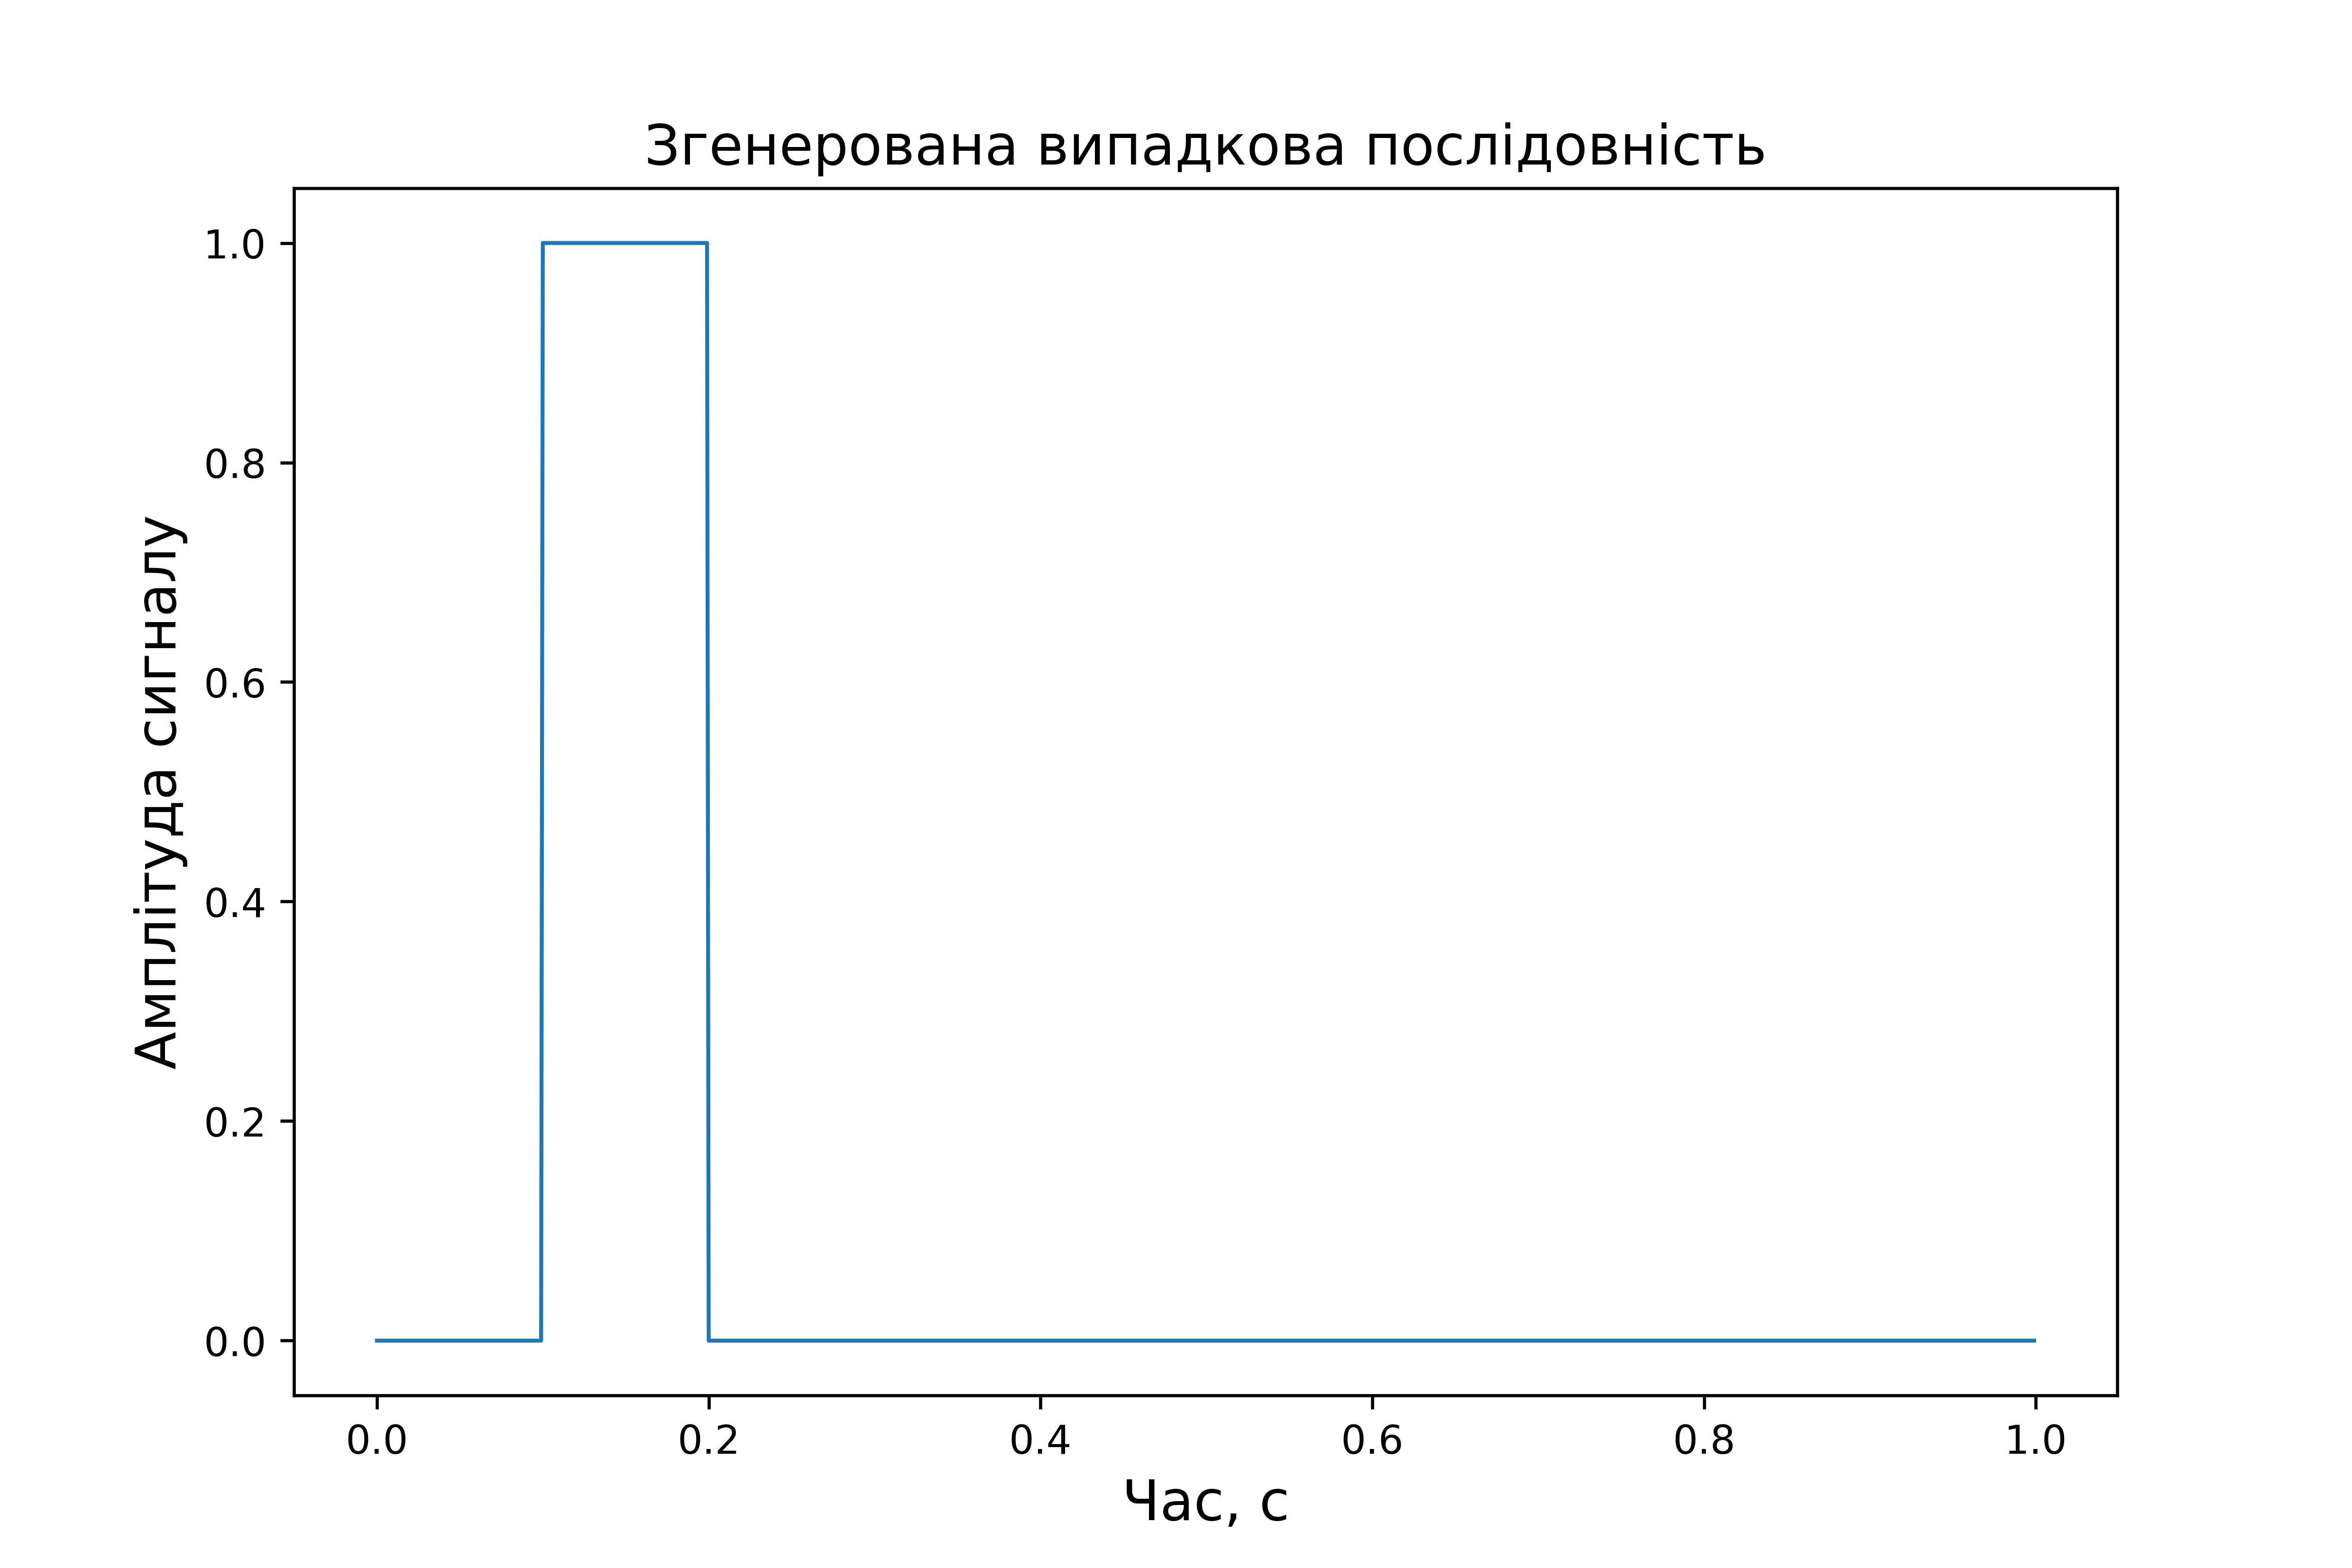 Згенерована випадкова послідовність
Амплітуда сигналу
1.0
0.8
0.6
0.4
0.2
0.0
0.0 0.2 0.4 0.6 0.8 1.0
Час, с